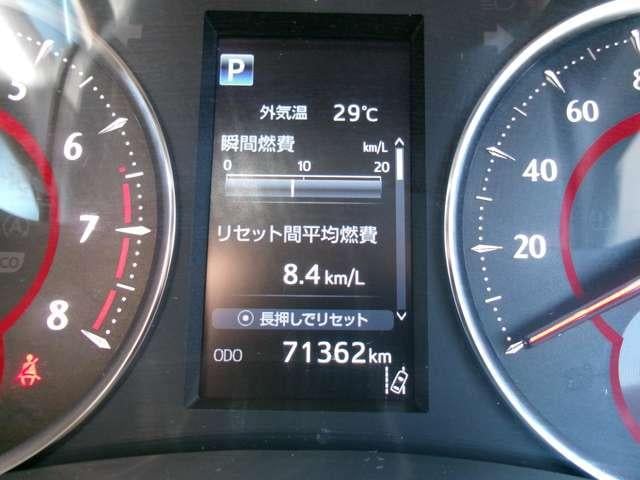 P
外気温 29℃
瞬間燃費 km/L
0 10 20
リセット間平均燃費
8.4 km/L
長押しでリセット
ODO 71362 km
5
6
7
8
(A)
60
40
20